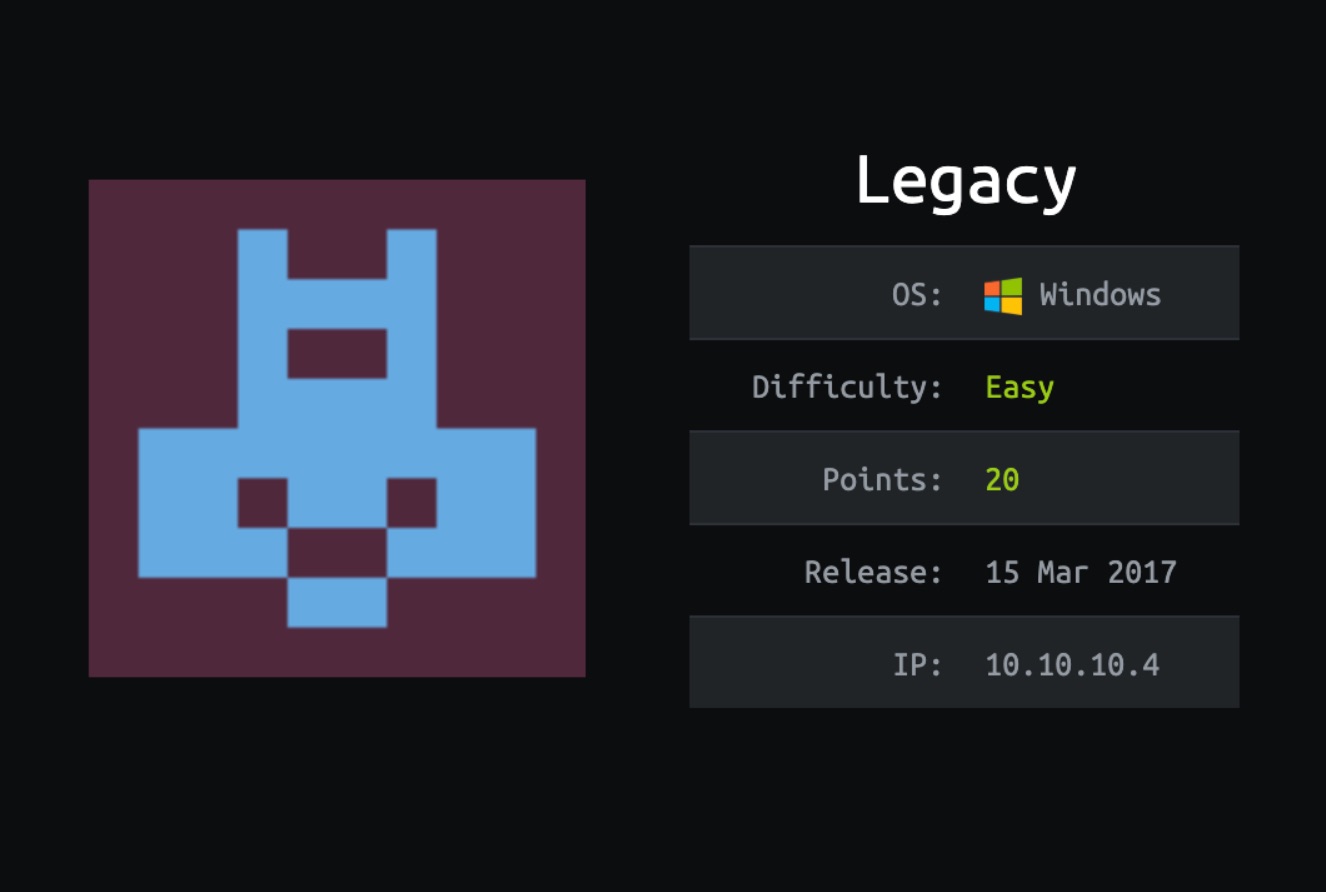 Legacy
OS: Windows
Difficulty: Easy
Points: 20
Release: 15 Mar 2017
IP: 10.10.10.4